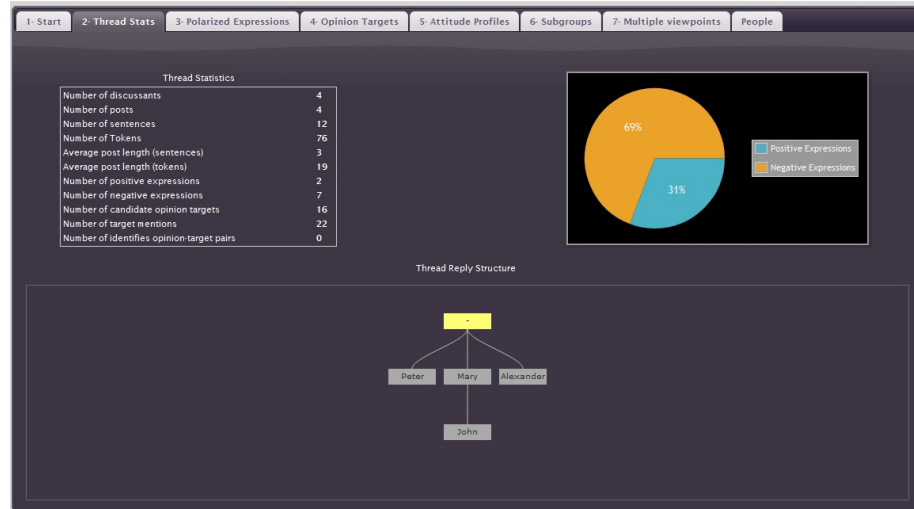 1- Start 2- Thread Stats 3- Polarized Expressions 4- Opinion Targets 5- Attitude Profiles 6- Subgroups 7- Multiple viewpoints People
Thread Statistics
Number of discussants 4
Number of posts 4
Number of sentences 12
Number of Tokens 76
Average post length (sentences) 3
Average post length (tokens) 19
Number of positive expressions 2
Number of negative expressions 7
Number of candidate opinion targets 16
Number of target mentions 22
Number of identifies opinion-target pairs 0
69%
31%
Positive Expressions
Negative Expressions
Thread Reply Structure
-
Peter Mary Alexander
John